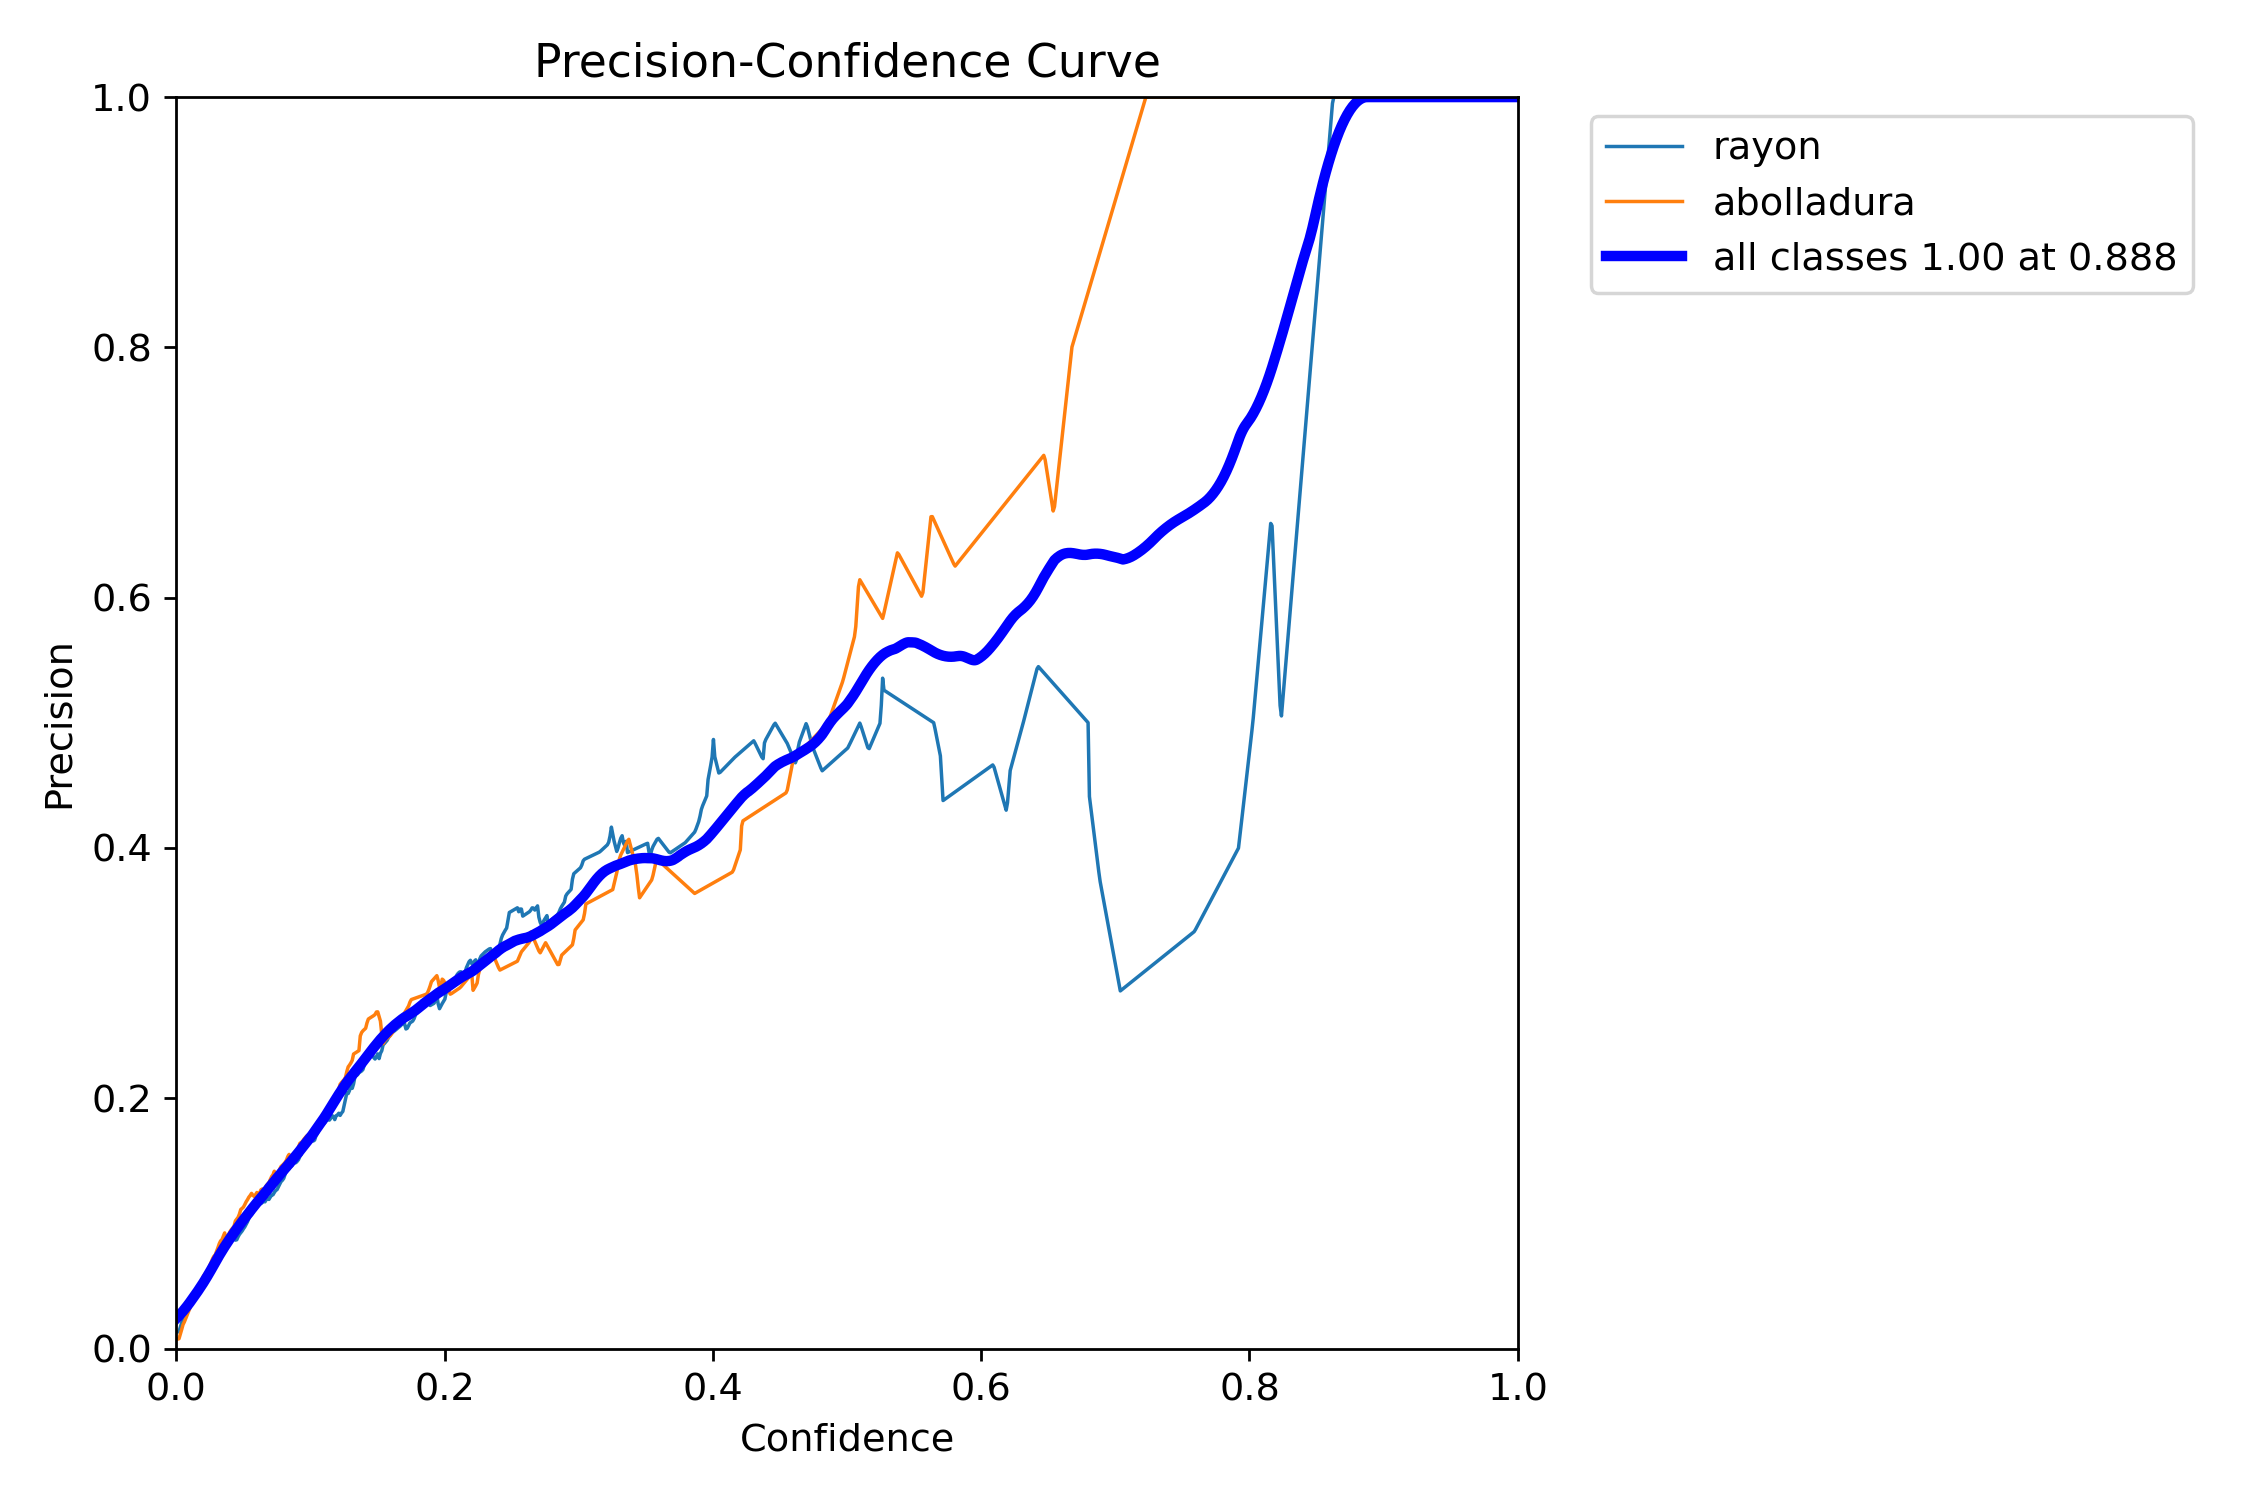 Precision-Confidence Curve
1.0
0.8
0.6
0.4
0.2
0.0
Precision
0.0 0.2 0.4 0.6 0.8 1.0
Confidence
rayon
abolladura
all classes 1.00 at 0.888